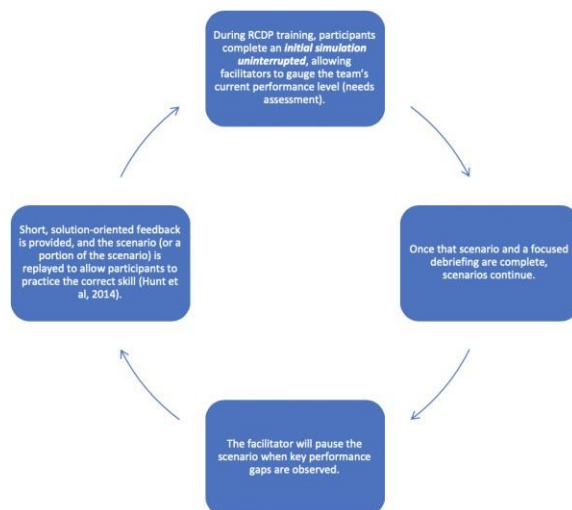 During RCDP training, participants
complete an initial simulation
uninterrupted, allowing
facilitators to gauge the team's
current performance level (needs
assessment).
Once that scenario and a focused
debriefing are complete,
scenarios continue.
The facilitator will pause the
scenario when key performance
gaps are observed.
Short, solution-oriented feedback
is provided, and the scenario (or a
portion of the scenario) is
replayed to allow participants to
practice the correct skill (Hunt et
al, 2014).